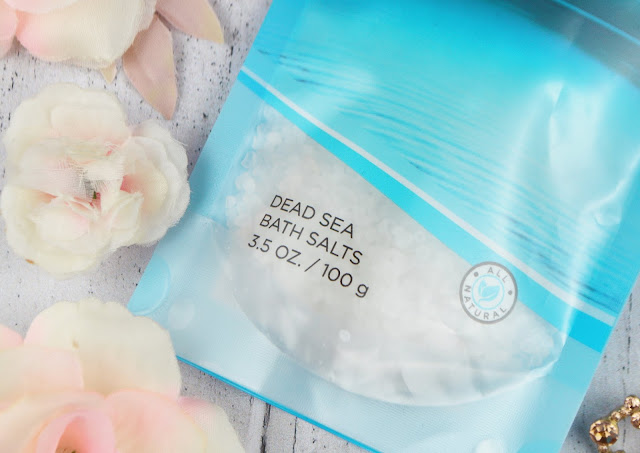 DEAD SEA
BATH SALTS
3.5 OZ. / 100 g
ALL
NATURAL